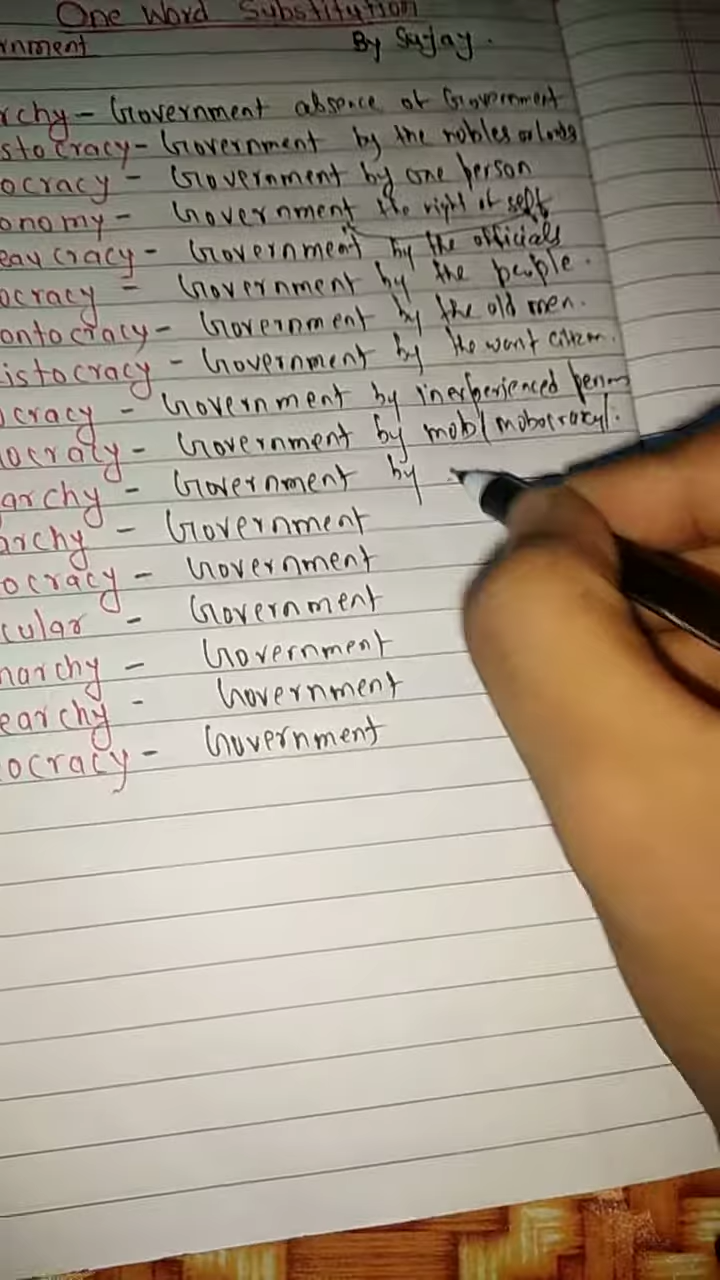 One Word Substitution
rnment By Sujay.
rchy - Government absence of Government
stocracy - Government by the nobles or lords
ocracy - Government by one person
onomy - Government the right of self
eaucracy - Government by the officials
ocracy - Government by the people.
ontocracy - Government by the old men.
istocracy - Government by the citizen.
ocracy - Government by inexperienced
ocracy - Government by mob/mobocracy/.
archy - Government by
archy - Government
ocracy - Government
cular - Government
narchy - Government
earchy - Government
ocracy - Government